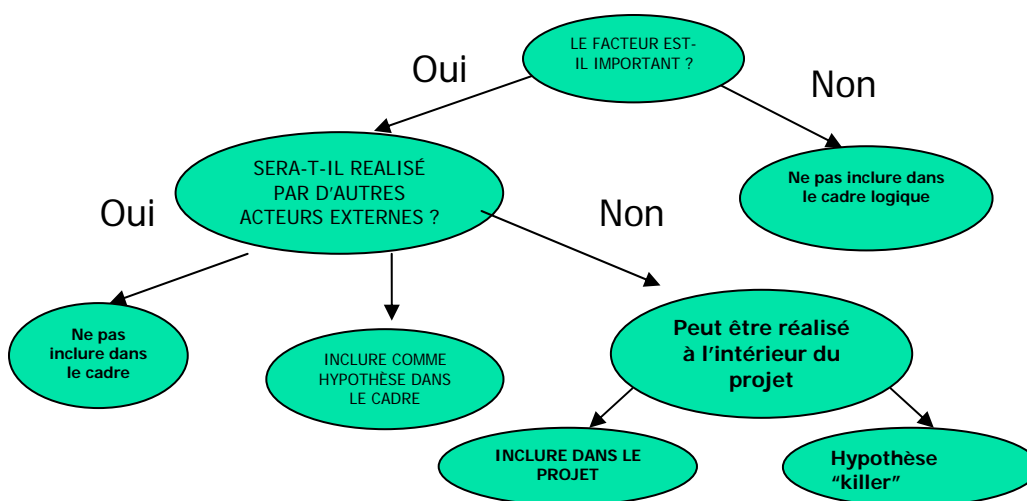 LE FACTEUR EST-
IL IMPORTANT ?
Oui
Non
SERA-T-IL REALISÉ
PAR D'AUTRES
ACTEURS EXTERNES ?
Ne pas inclure dans
le cadre logique
Oui
Non
Ne pas
inclure dans
le cadre
INCLURE COMME
HYPOTHÈSE DANS
LE CADRE
Peut être réalisé
à l'intérieur du
projet
INCLURE DANS LE
PROJET
Hypothèse
“killer”